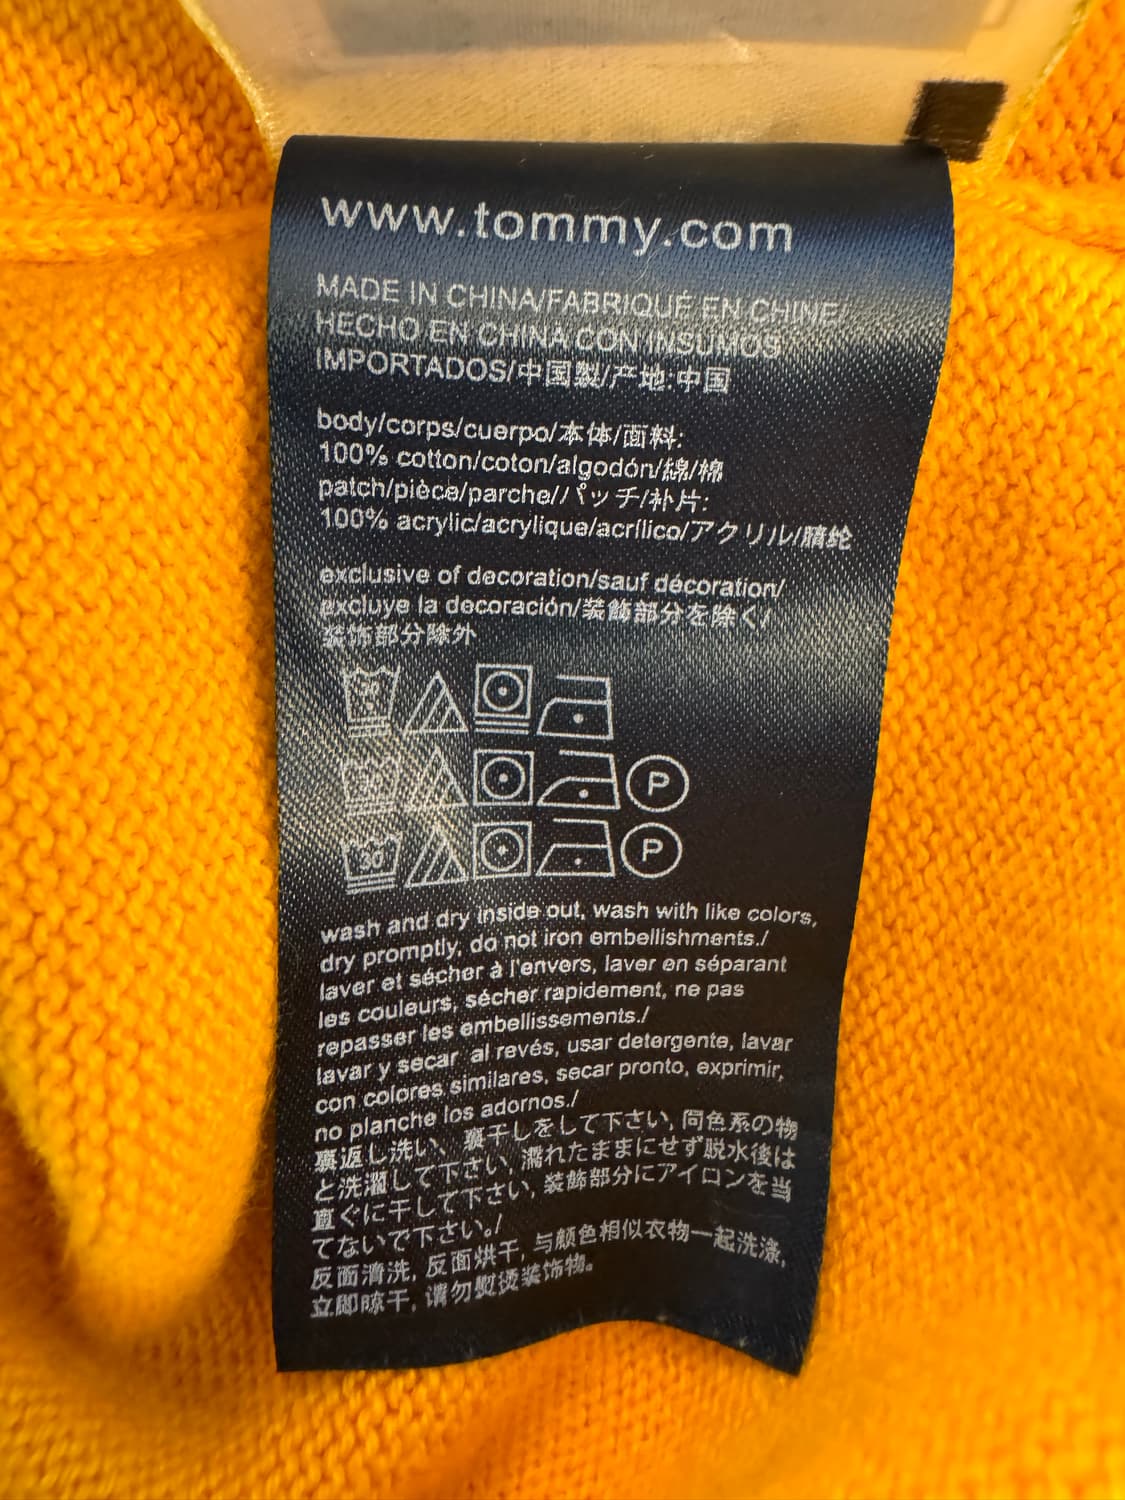 www.tommy.com
MADE IN CHINA/FABRIQUÉ EN CHINE/
HECHO EN CHINA CON INSUMOS
IMPORTADOS/中国製/产地:中国
body/corps/cuerpo/本体/面料:
100% cotton/coton/algodón/綿/棉
patch/pièce/parche/パッチ/补片:
100% acrylic/acrylique/acrílico/アクリル/腈纶
exclusive of decoration/sauf décoration/
excluye la decoración/装飾部分を除く/
装饰部分除外
30
30 P
30 P
wash and dry inside out, wash with like colors,
dry promptly, do not iron embellishments./
laver et sécher à l'envers, laver en séparant
les couleurs, sécher rapidement, ne pas
repasser les embellissements./
lavar y secar al revés, usar detergente, lavar
con colores similares, secar pronto, exprimir,
no planche los adornos./
裏返し洗い、裏干しをして下さい, 同色系の物
と洗濯して下さい, 濡れたままにせず脱水後は
直ぐに干して下さい, 装飾部分にアイロンを当
てないで下さい。/
反面清洗, 反面烘干, 与颜色相似衣物一起洗涤,
立即晾干, 请勿熨烫装饰物。